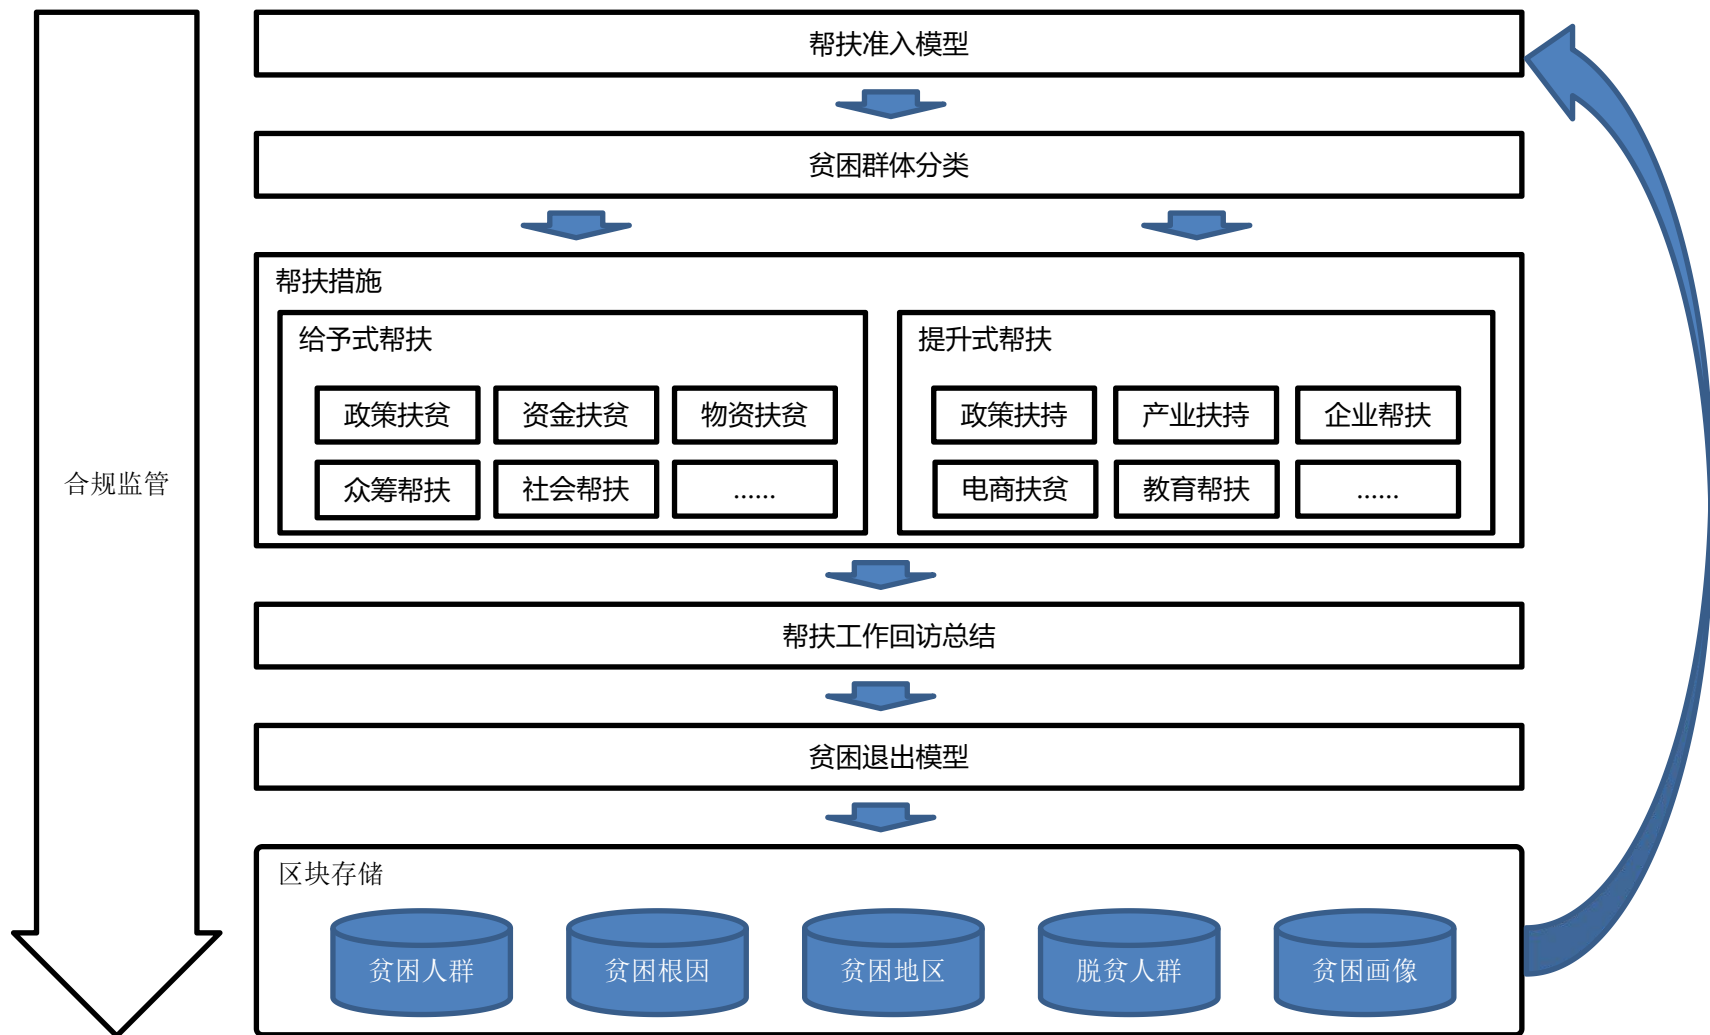 帮扶准入模型
贫困群体分类
帮扶措施
给予式帮扶
政策扶贫
资金扶贫
物资扶贫
众筹帮扶
社会帮扶
......
提升式帮扶
政策扶持
产业扶持
企业帮扶
电商扶贫
教育帮扶
......
合规监管
帮扶工作回访总结
贫困退出模型
区块存储
贫困人群
贫困根因
贫困地区
脱贫人群
贫困画像